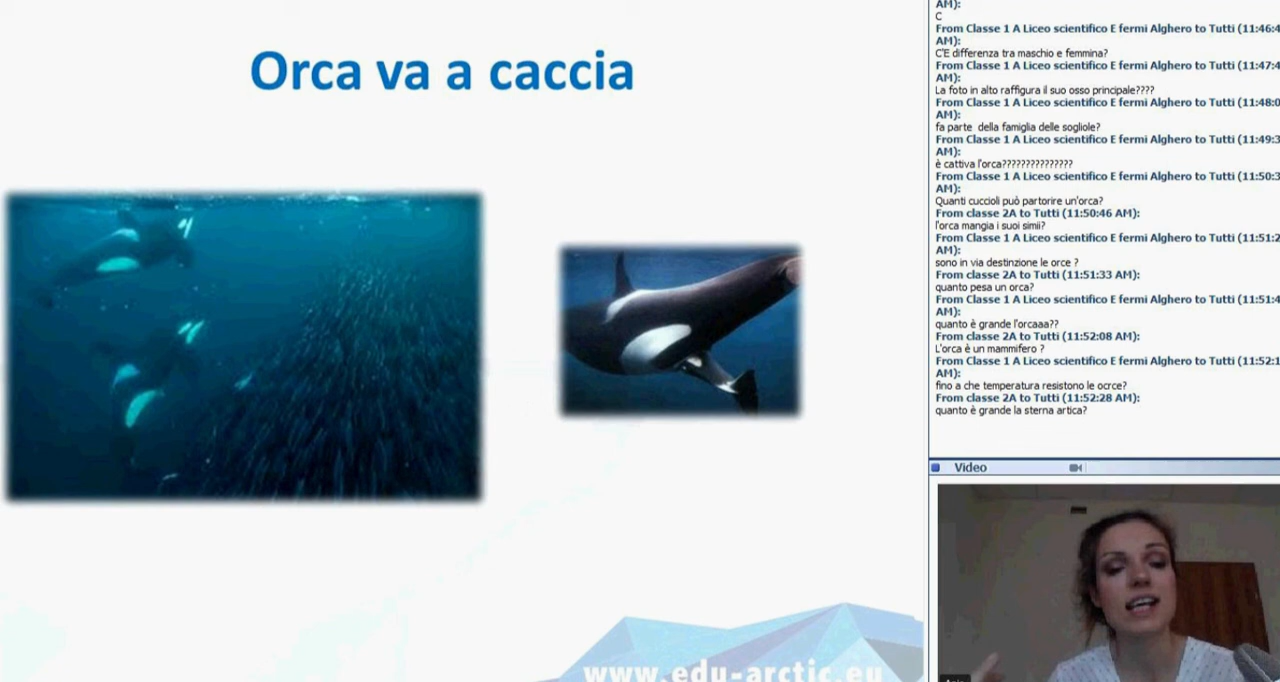 Orca va a caccia
www.edu-arctic.eu
AM):
C
From Classe 1 A Liceo scientifico E fermi Alghero to Tutti (11:46:4
AM):
C'E differenza tra maschio e femmina?
From Classe 1 A Liceo scientifico E fermi Alghero to Tutti (11:47:4
AM):
La foto in alto raffigura il suo osso principale????
From Classe 1 A Liceo scientifico E fermi Alghero to Tutti (11:48:0
AM):
fa parte della famiglia delle sogliole?
From Classe 1 A Liceo scientifico E fermi Alghero to Tutti (11:49:3
AM):
è cattiva l'orca???????????????
From Classe 1 A Liceo scientifico E fermi Alghero to Tutti (11:50:3
AM):
Quanti cuccioli può partorire un'orca?
From classe 2A to Tutti (11:50:46 AM):
l'orca mangia i suoi simii?
From Classe 1 A Liceo scientifico E fermi Alghero to Tutti (11:51:2
AM):
sono in via destinzione le orce ?
From classe 2A to Tutti (11:51:33 AM):
quanto pesa un orca?
From Classe 1 A Liceo scientifico E fermi Alghero to Tutti (11:51:4
AM):
quanto è grande l'orcaaa??
From classe 2A to Tutti (11:52:08 AM):
L'orca è un mammifero ?
From Classe 1 A Liceo scientifico E fermi Alghero to Tutti (11:52:1
AM):
fino a che temperatura resistono le ocrce?
From classe 2A to Tutti (11:52:28 AM):
quanto è grande la sterna artica?
Video